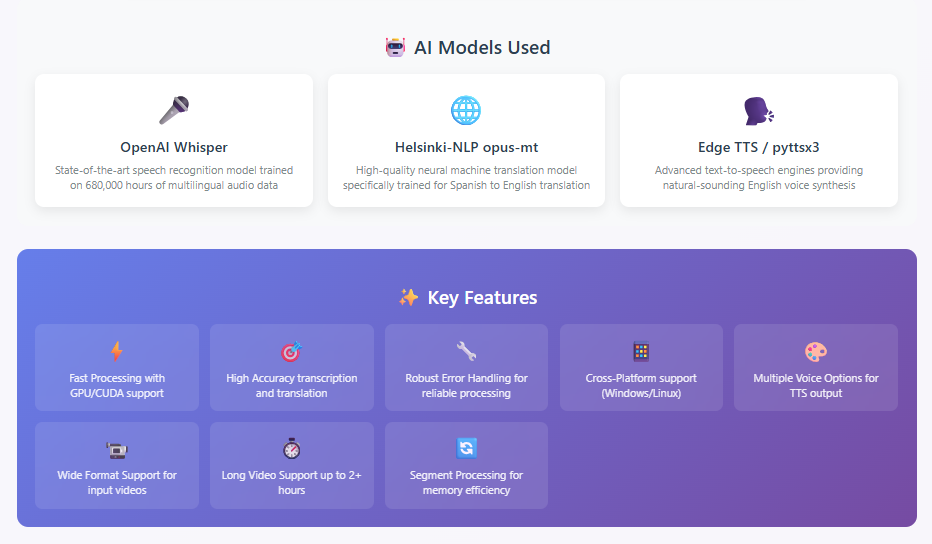 AI Models Used
OpenAI Whisper
State-of-the-art speech recognition model trained
on 680,000 hours of multilingual audio data
Helsinki-NLP opus-mt
High-quality neural machine translation model
specifically trained for Spanish to English translation
Edge TTS / pyttsx3
Advanced text-to-speech engines providing
natural-sounding English voice synthesis
Key Features
Fast Processing with
GPU/CUDA support
High Accuracy transcription
and translation
Robust Error Handling for
reliable processing
Cross-Platform support
(Windows/Linux)
Multiple Voice Options for
TTS output
Wide Format Support for
input videos
Long Video Support up to 2+
hours
Segment Processing for
memory efficiency